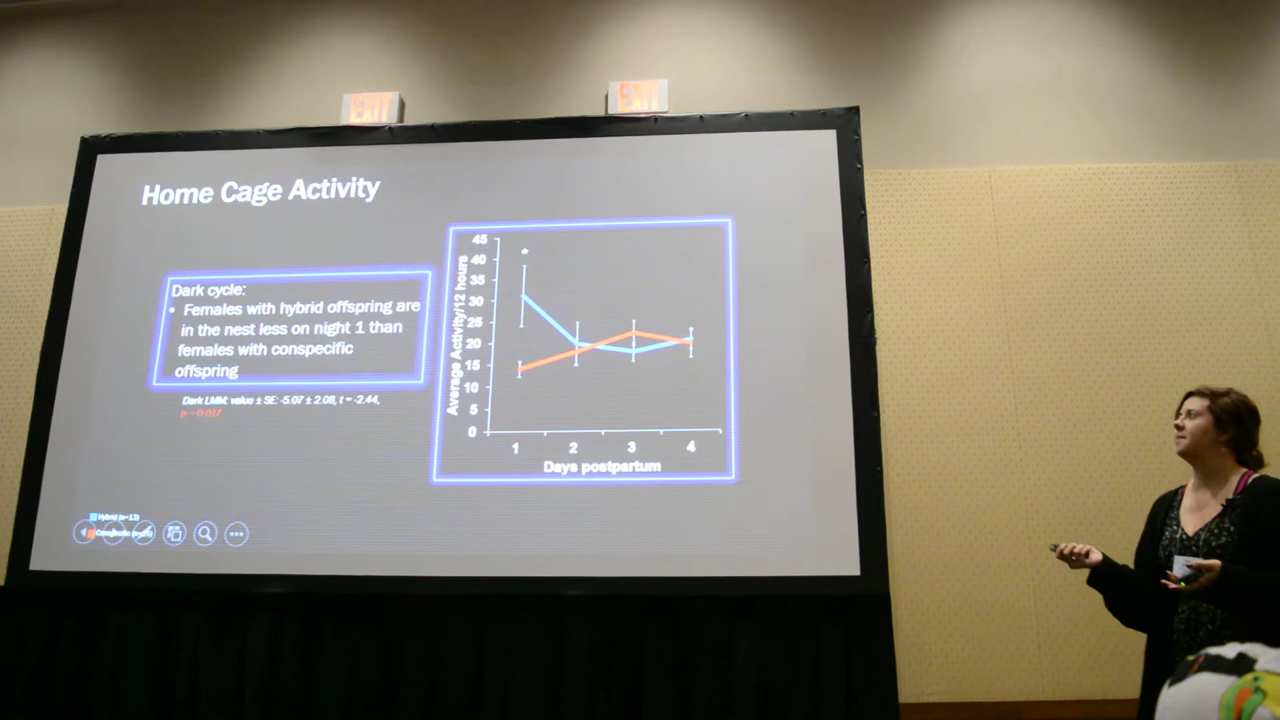 EXIT
EXIT
Home Cage Activity
Dark cycle:
• Females with hybrid offspring are
in the nest less on night 1 than
females with conspecific
offspring
Dark LMM: value ± SE: -5.07 ± 2.08, t = -2.44,
p = 0.017
Average Activity/12 hours
45
40
35
30
25
20
15
10
5
0
*
1 2 3 4
Days postpartum
Hybrid (n=13)